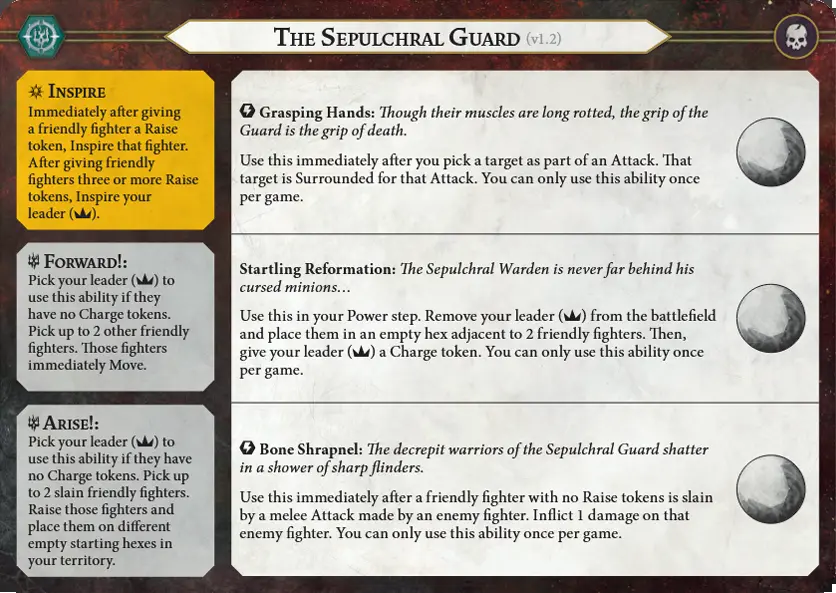 The Sepulchral Guard (v1.2)
Inspire
Immediately after giving
a friendly fighter a Raise
token, Inspire that fighter.
After giving friendly
fighters three or more Raise
tokens, Inspire your
leader ( ).
Forward!:
Pick your leader ( ) to
use this ability if they
have no Charge tokens.
Pick up to 2 other friendly
fighters. Those fighters
immediately Move.
Arise!:
Pick your leader ( ) to
use this ability if they have
no Charge tokens. Pick up
to 2 slain friendly fighters.
Raise those fighters and
place them on different
empty starting hexes in
your territory.
Grasping Hands: Though their muscles are long rotted, the grip of the
Guard is the grip of death.
Use this immediately after you pick a target as part of an Attack. That
target is Surrounded for that Attack. You can only use this ability once
per game.
Startling Reformation: The Sepulchral Warden is never far behind his
cursed minions…
Use this in your Power step. Remove your leader ( ) from the battlefield
and place them in an empty hex adjacent to 2 friendly fighters. Then,
give your leader ( ) a Charge token. You can only use this ability once
per game.
Bone Shrapnel: The decrepit warriors of the Sepulchral Guard shatter
in a shower of sharp flinders.
Use this immediately after a friendly fighter with no Raise tokens is slain
by a melee Attack made by an enemy fighter. Inflict 1 damage on that
enemy fighter. You can only use this ability once per game.